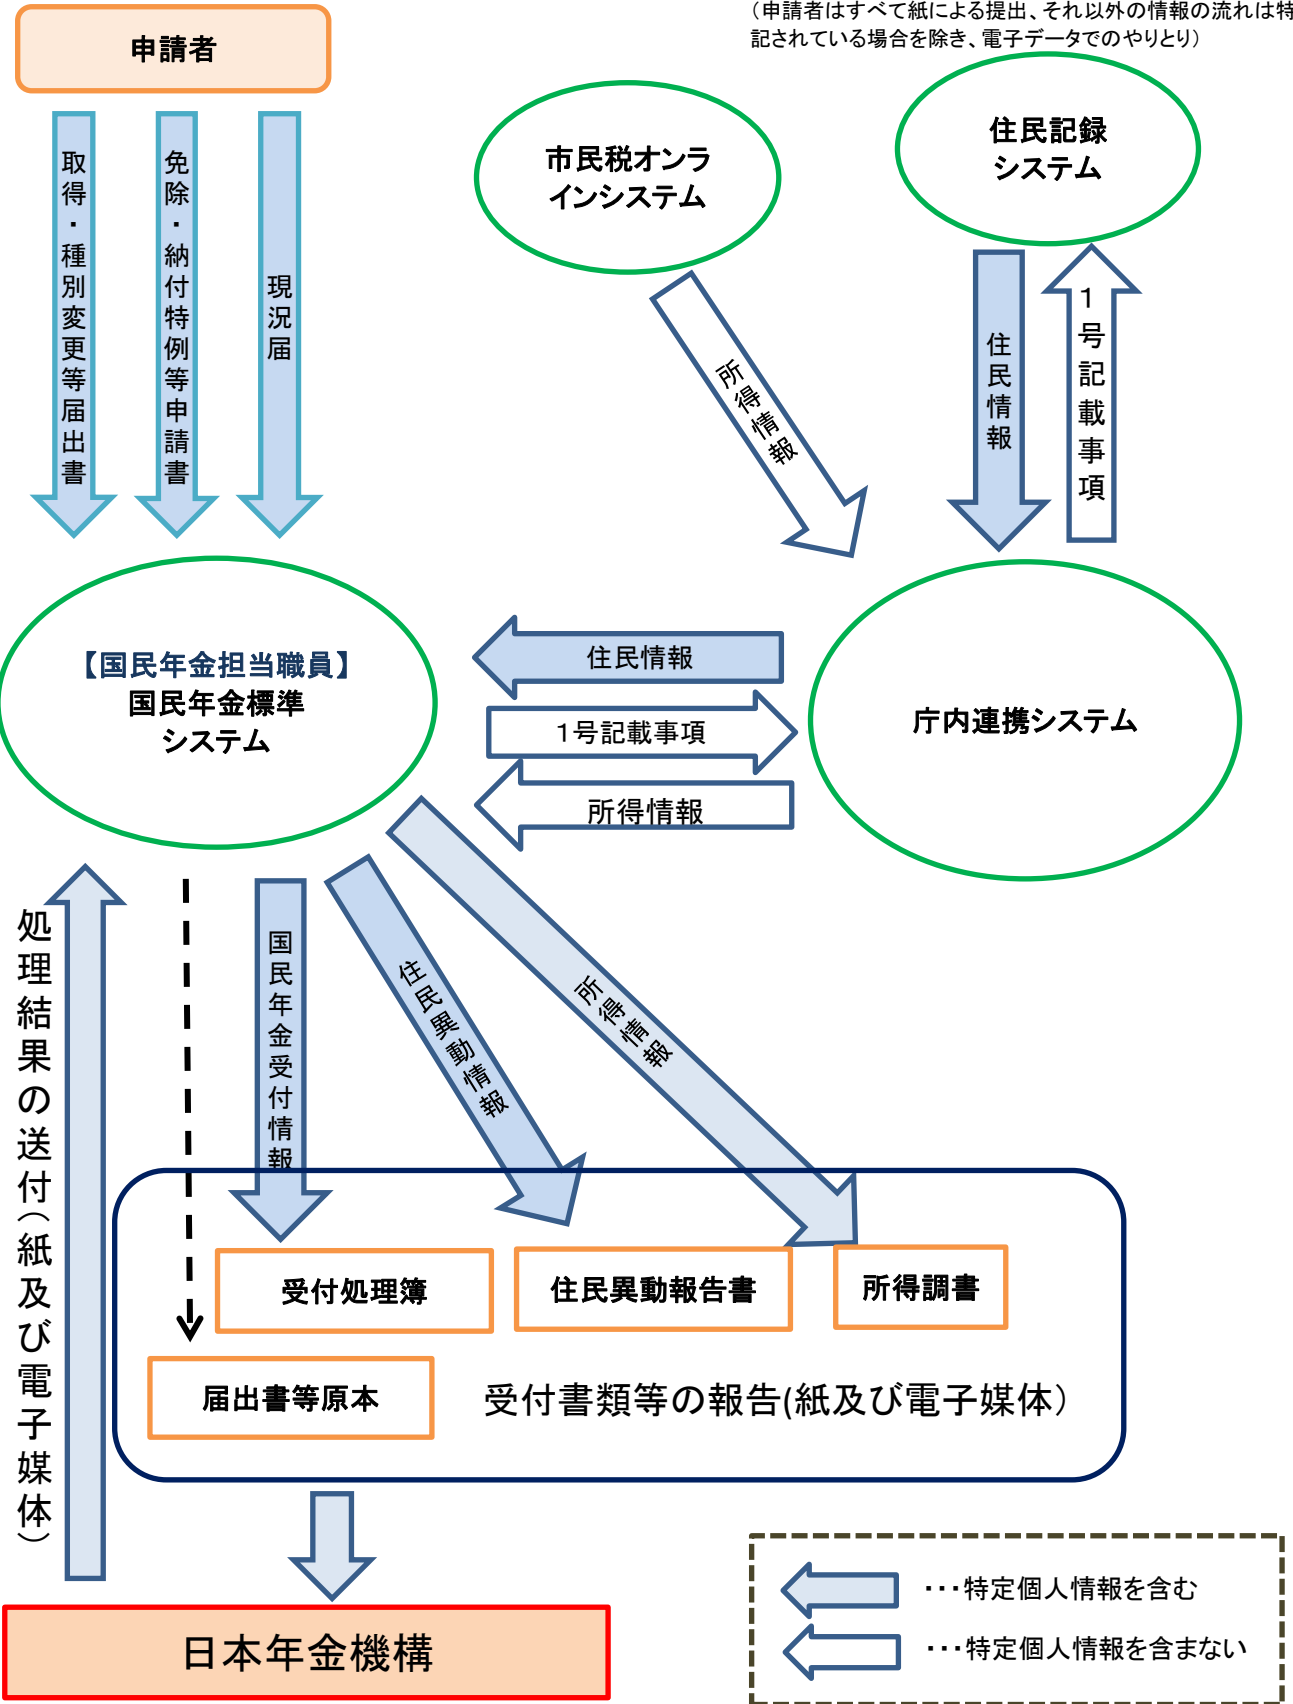 （申請者はすべて紙による提出、それ以外の情報の流れは特
記されている場合を除き、電子データでのやりとり）
申請者
市民税オンラ
インシステム
住民記録
システム
取得・種別変更等届出書
免除・納付特例等申請書
現況届
所得情報
住民情報
１号記載事項
【国民年金担当職員】
国民年金標準
システム
住民情報
１号記載事項
所得情報
庁内連携システム
処理結果の送付（紙及び電子媒体）
国民年金受付情報
住民異動情報
所得情報
受付処理簿
住民異動報告書
所得調書
届出書等原本
受付書類等の報告(紙及び電子媒体）
日本年金機構
・・・特定個人情報を含む
・・・特定個人情報を含まない